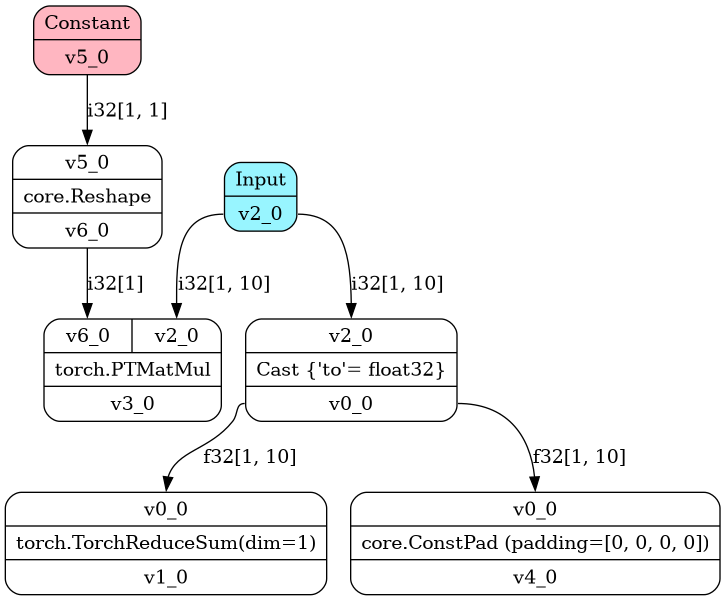 Constant
v5_0
i32[1, 1]
v5_0
core.Reshape
v6_0
Input
v2_0
i32[1]
i32[1, 10]
i32[1, 10]
v6_0 v2_0
torch.PTMatMul
v3_0
v2_0
Cast {'to'= float32}
v0_0
f32[1, 10]
f32[1, 10]
v0_0
torch.TorchReduceSum(dim=1)
v1_0
v0_0
core.ConstPad (padding=[0, 0, 0, 0])
v4_0